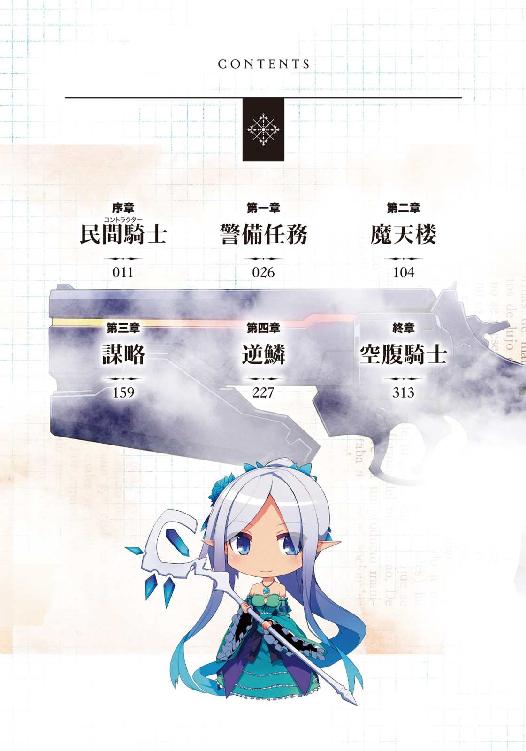 CONTENTS
序章
コントラクター
民間騎士
011
第一章
警備任務
026
第二章
魔天楼
104
第三章
謀略
159
第四章
逆鱗
227
終章
空腹騎士
313